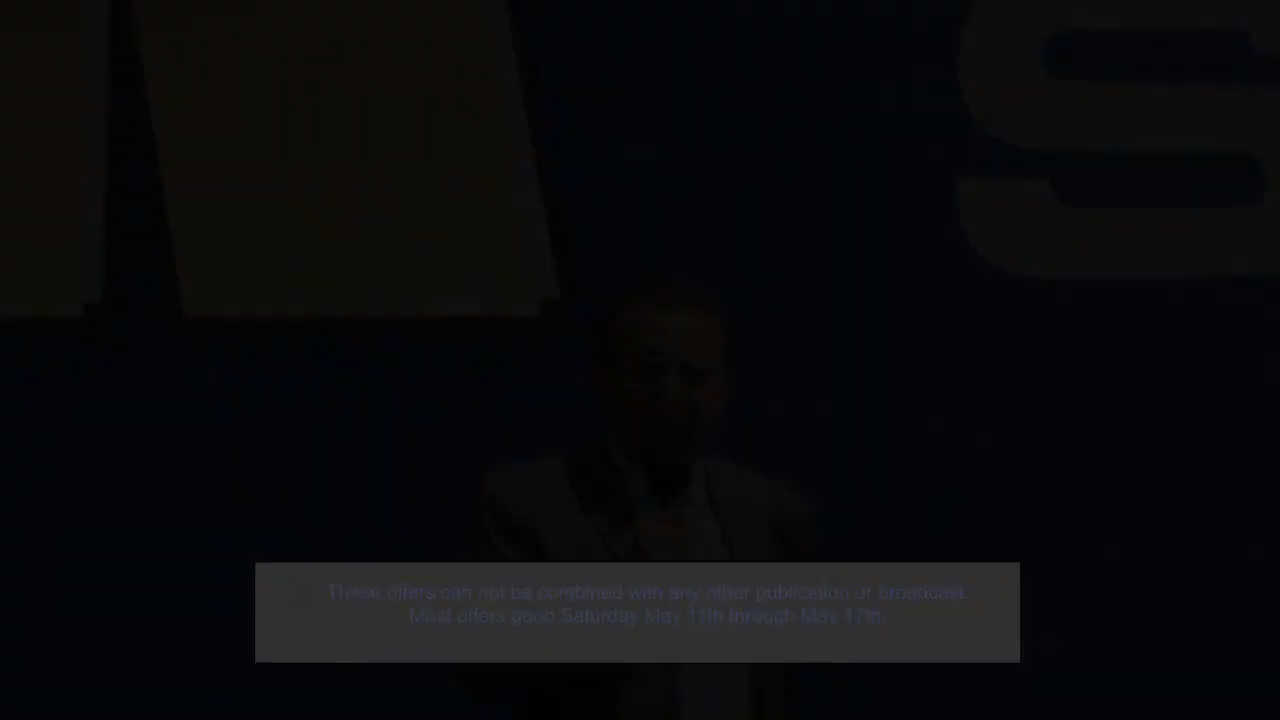 S
These offers can not be combined with any other publication or broadcast.
Most offers good Saturday May 11th through May 17th.